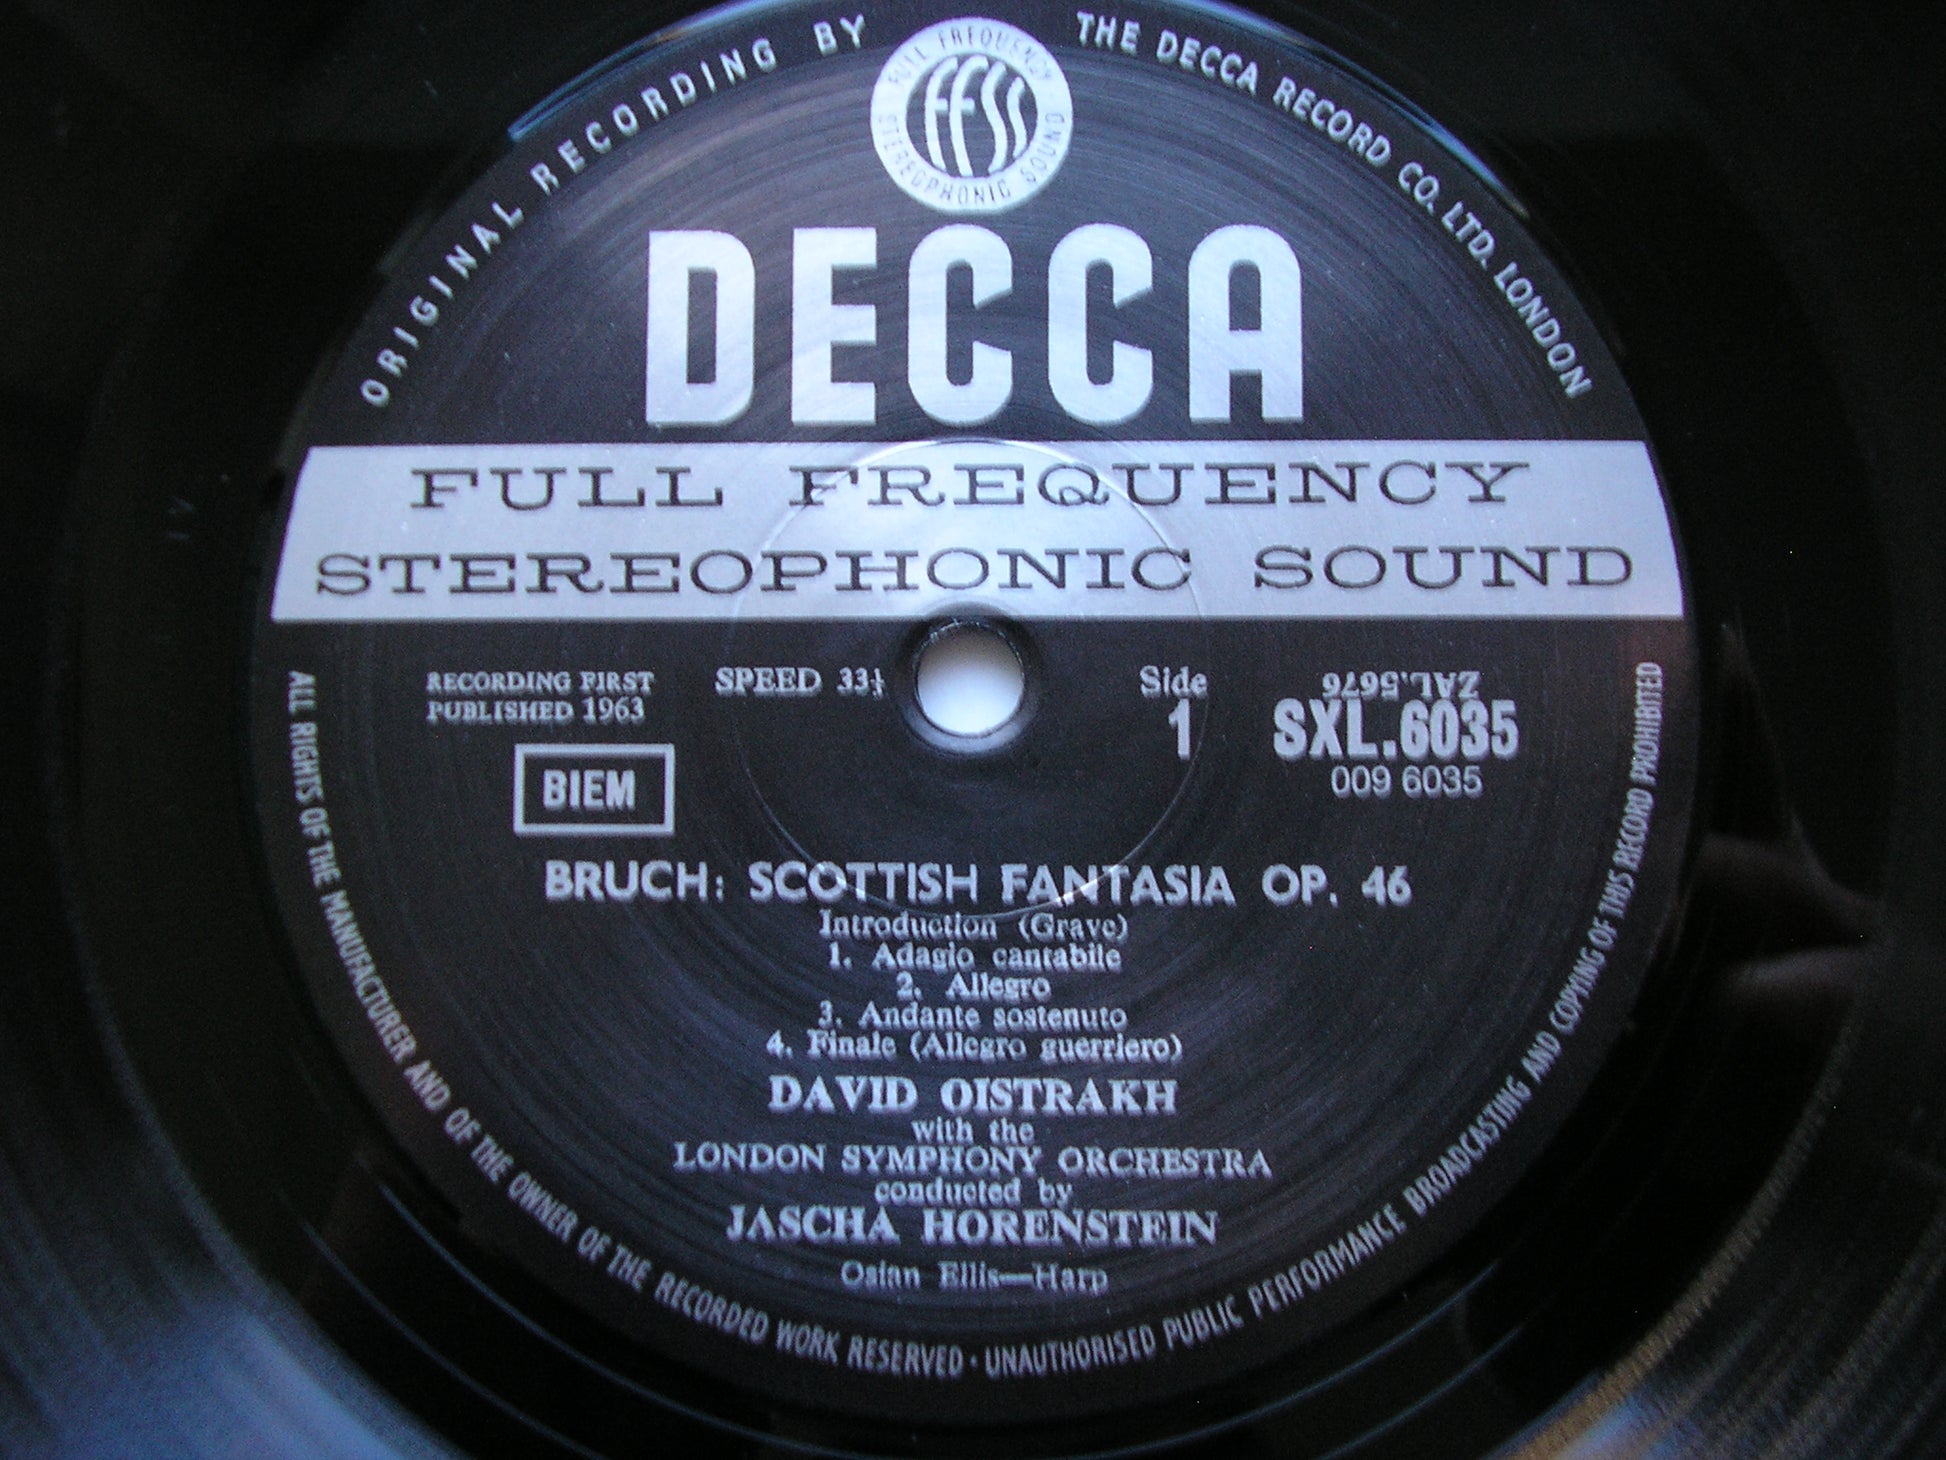 ORIGINAL RECORDING BY THE DECCA RECORD CO. LTD. LONDON
FULL FREQUENCY STEREOPHONIC SOUND
FFSS
DECCA
FULL FREQUENCY
STEREOPHONIC SOUND
RECORDING FIRST
PUBLISHED 1963
SPEED 33⅓
Side
1
ZAL.5676
SXL.6035
009 6035
BIEM
BRUCH: SCOTTISH FANTASIA OP. 46
Introduction (Grave)
1. Adagio cantabile
2. Allegro
3. Andante sostenuto
4. Finale (Allegro guerriero)
DAVID OISTRAKH
with the
LONDON SYMPHONY ORCHESTRA
conducted by
JASCHA HORENSTEIN
Osian Ellis—Harp
ALL RIGHTS OF THE MANUFACTURER AND OF THE OWNER OF THE RECORDED WORK RESERVED · UNAUTHORISED PUBLIC PERFORMANCE BROADCASTING AND COPYING OF THIS RECORD PROHIBITED